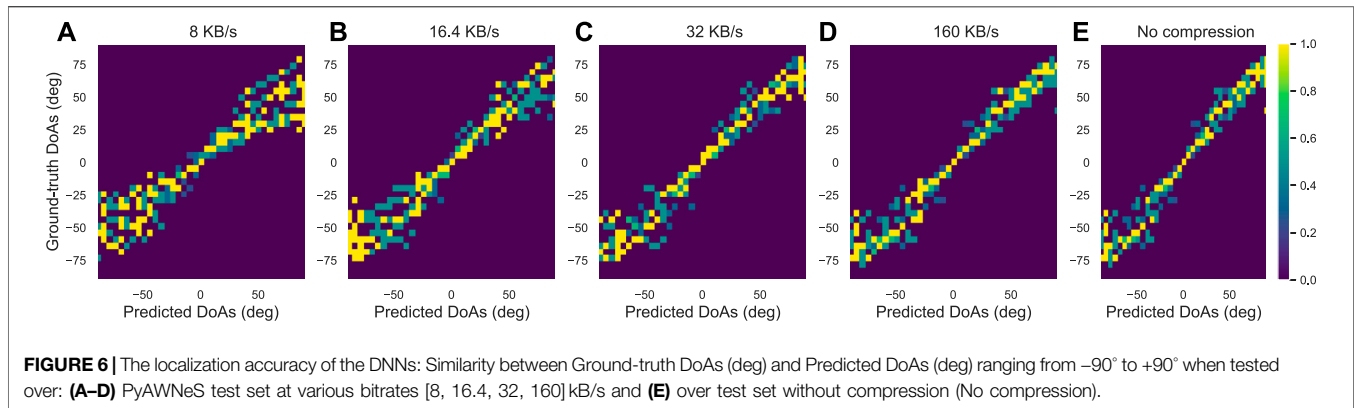 A 8 KB/s B 16.4 KB/s C 32 KB/s D 160 KB/s E No compression
75 75 75 75 75 1.0
50 50 50 50 50 0.8
25 25 25 25 25
0 0 0 0 0 0.6
−25 −25 −25 −25 −25 0.4
−50 −50 −50 −50 −50 0.2
−75 −75 −75 −75 −75 0.0
Ground-truth DoAs (deg)
−50 0 50 −50 0 50 −50 0 50 −50 0 50 −50 0 50
Predicted DoAs (deg) Predicted DoAs (deg) Predicted DoAs (deg) Predicted DoAs (deg) Predicted DoAs (deg)
FIGURE 6 | The localization accuracy of the DNNs: Similarity between Ground-truth DoAs (deg) and Predicted DoAs (deg) ranging from −90° to +90° when tested
over: (A–D) PyAWNeS test set at various bitrates [8, 16.4, 32, 160] kB/s and (E) over test set without compression (No compression).